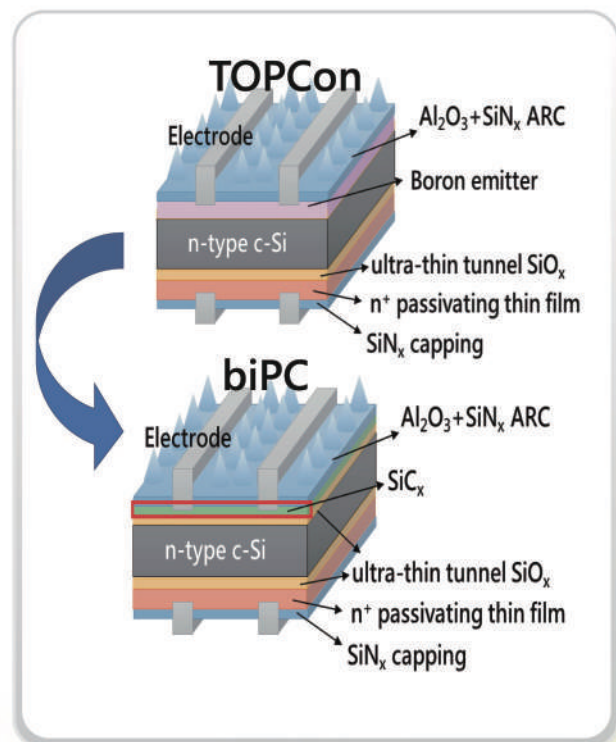 TOPCon
Electrode
Al₂O₃+SiNₓ ARC
Boron emitter
n-type c-Si
ultra-thin tunnel SiOₓ
n⁺ passivating thin film
SiNₓ capping
biPC
Electrode
Al₂O₃+SiNₓ ARC
SiCₓ
n-type c-Si
ultra-thin tunnel SiOₓ
n⁺ passivating thin film
SiNₓ capping